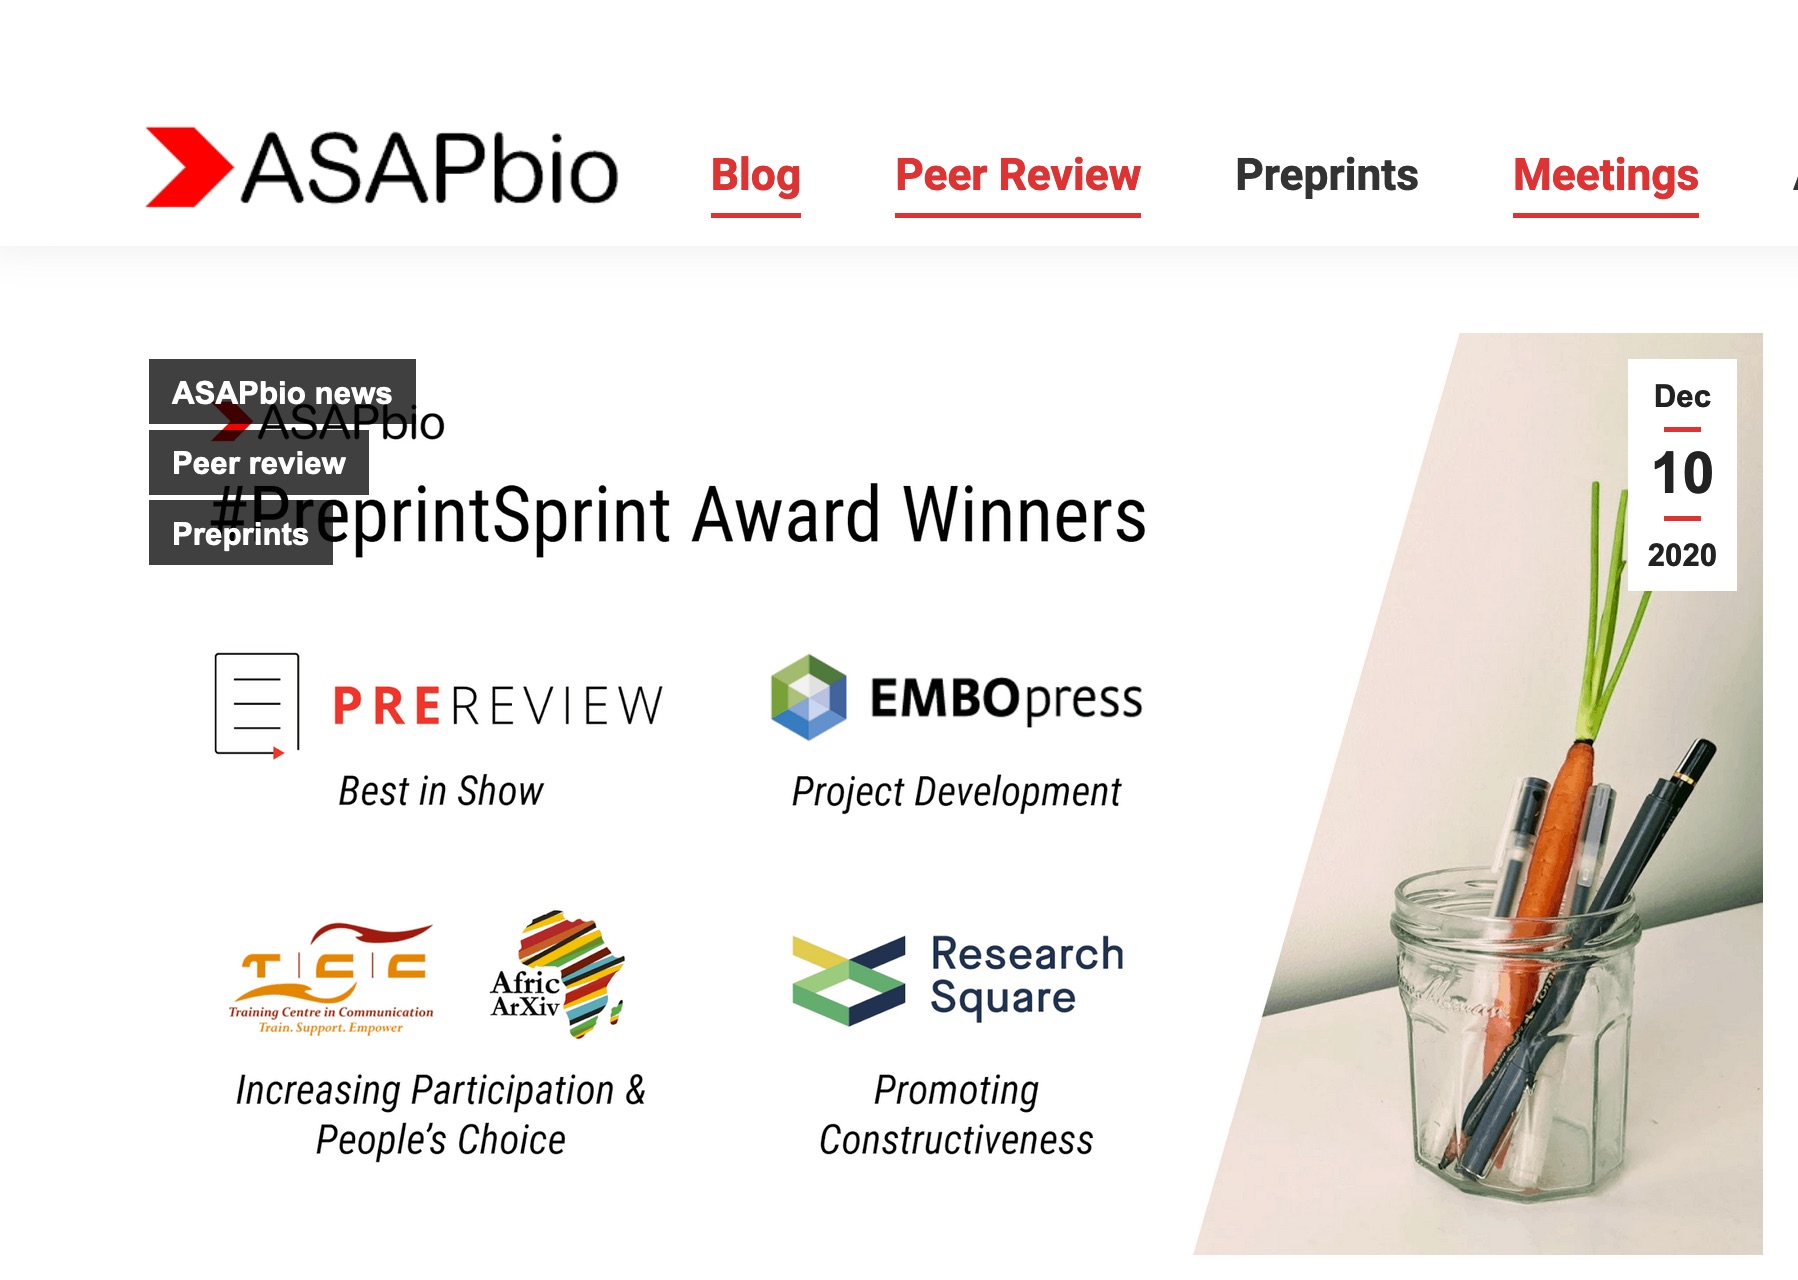 ASAPbio
Blog
Peer Review
Preprints
Meetings
ASAPbio news
Peer review
Preprints
ASAPbio
#PreprintSprint Award Winners
Dec
10
2020
PREREVIEW
Best in Show
EMBOpress
Project Development
TCC
Training Centre in Communication
Train. Support. Empower
Afric
ArXiv
Increasing Participation &
People's Choice
Research
Square
Promoting
Constructiveness